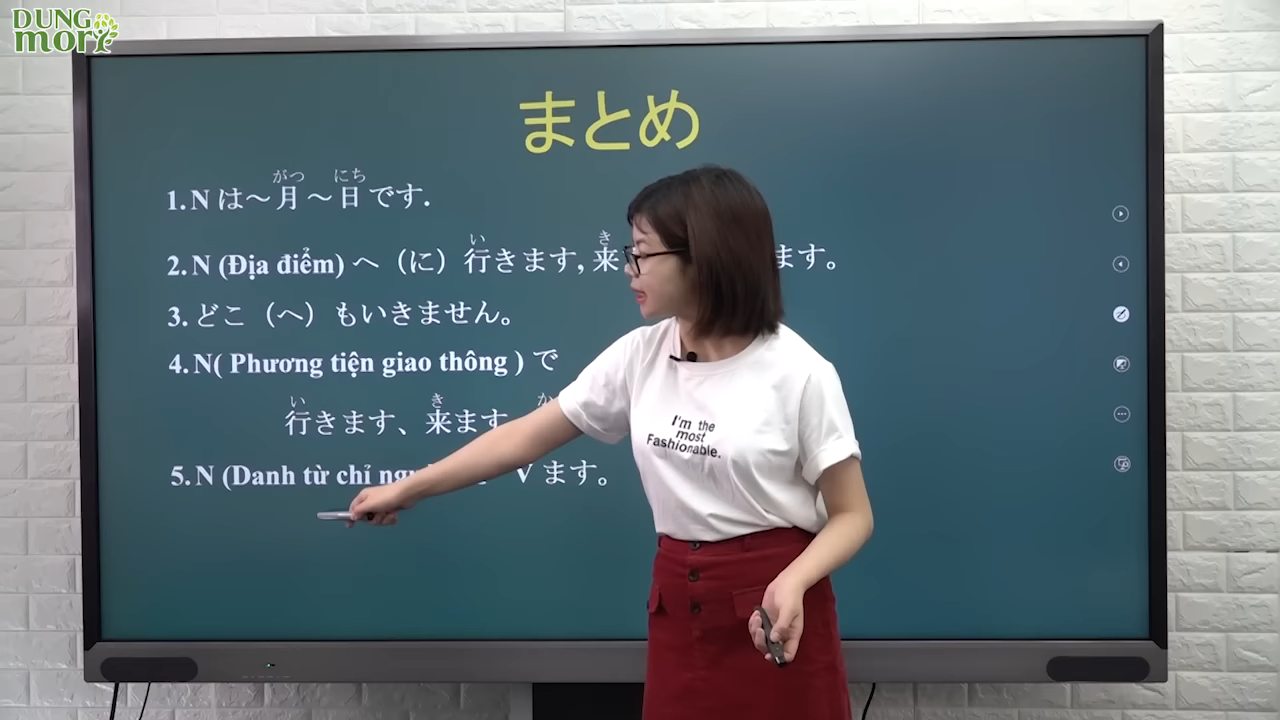 DUNG
mori
まとめ
がつ にち
1. N は～月～日です.
い き
2. N (Địa điểm) へ（に）行きます, 来 ます。
3. どこ（へ）もいきません。
4. N( Phương tiện giao thông ) で
い き
行きます、来ます
5. N (Danh từ chỉ V ます。
I'm the
most
Fashionable.